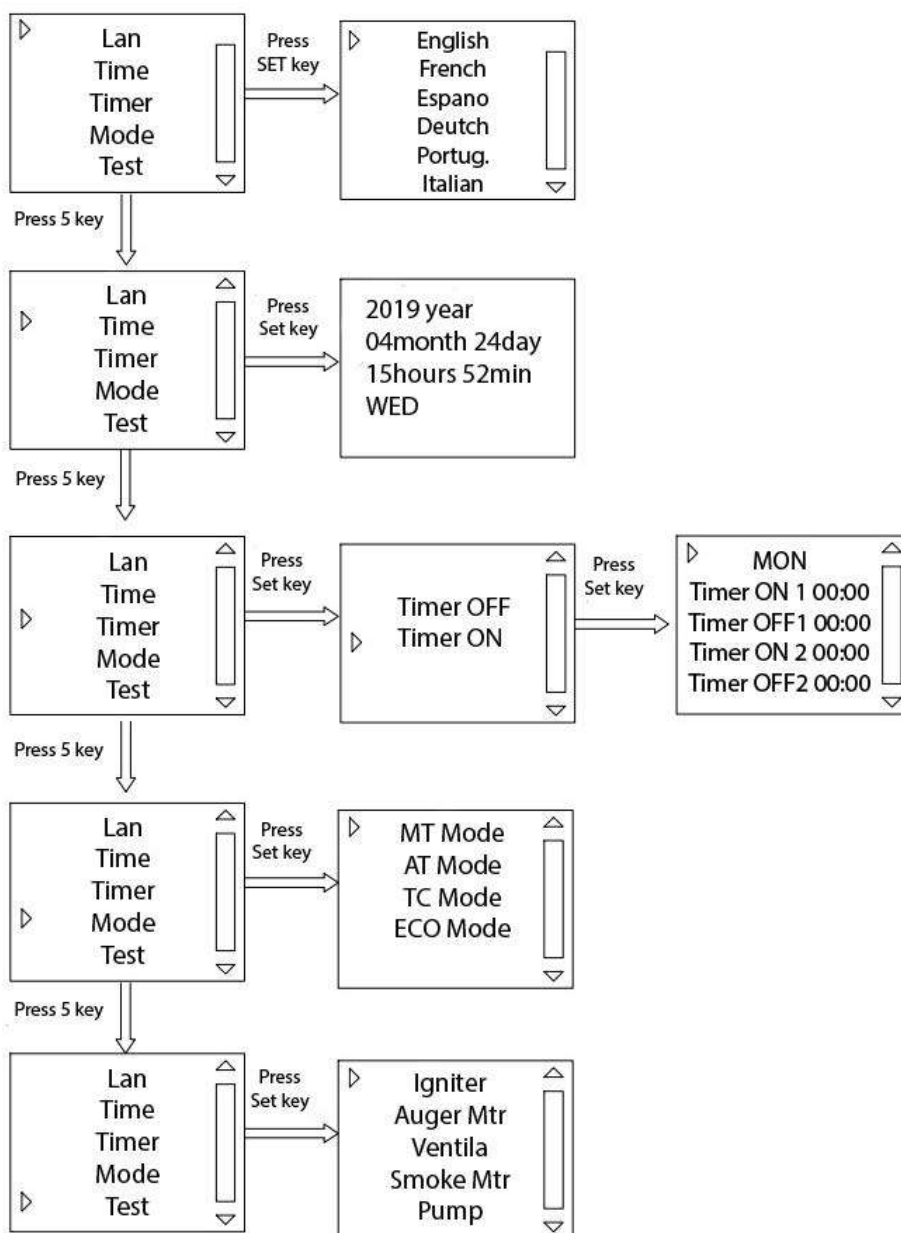 Lan
Time
Timer
Mode
Test
Press
SET key
English
French
Espano
Deutch
Portug.
Italian
Press 5 key
Lan
Time
Timer
Mode
Test
Press
Set key
2019 year
04month 24day
15hours 52min
WED
Press 5 key
Lan
Time
Timer
Mode
Test
Press
Set key
Timer OFF
Timer ON
Press
Set key
MON
Timer ON 1 00:00
Timer OFF1 00:00
Timer ON 2 00:00
Timer OFF2 00:00
Press 5 key
Lan
Time
Timer
Mode
Test
Press
Set key
MT Mode
AT Mode
TC Mode
ECO Mode
Press 5 key
Lan
Time
Timer
Mode
Test
Press
Set key
Igniter
Auger Mtr
Ventila
Smoke Mtr
Pump